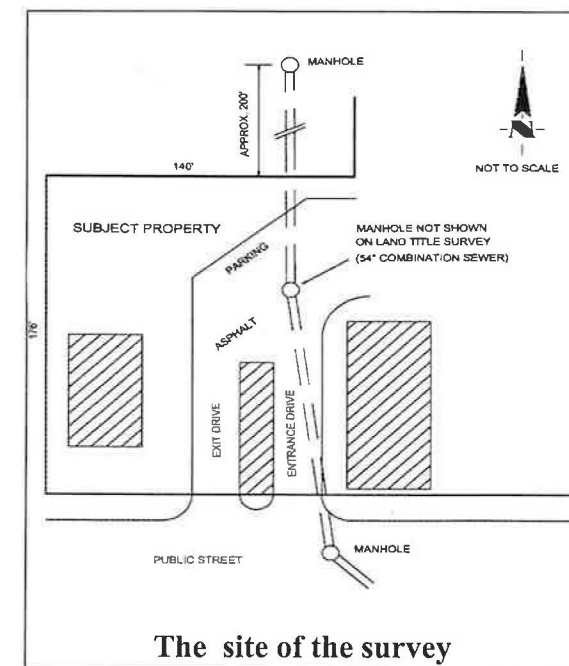 MANHOLE
APPROX. 200'
N
NOT TO SCALE
140'
SUBJECT PROPERTY
MANHOLE NOT SHOWN
ON LAND TITLE SURVEY
(54" COMBINATION SEWER)
PARKING
ASPHALT
176'
EXIT DRIVE
ENTRANCE DRIVE
MANHOLE
PUBLIC STREET
The site of the survey